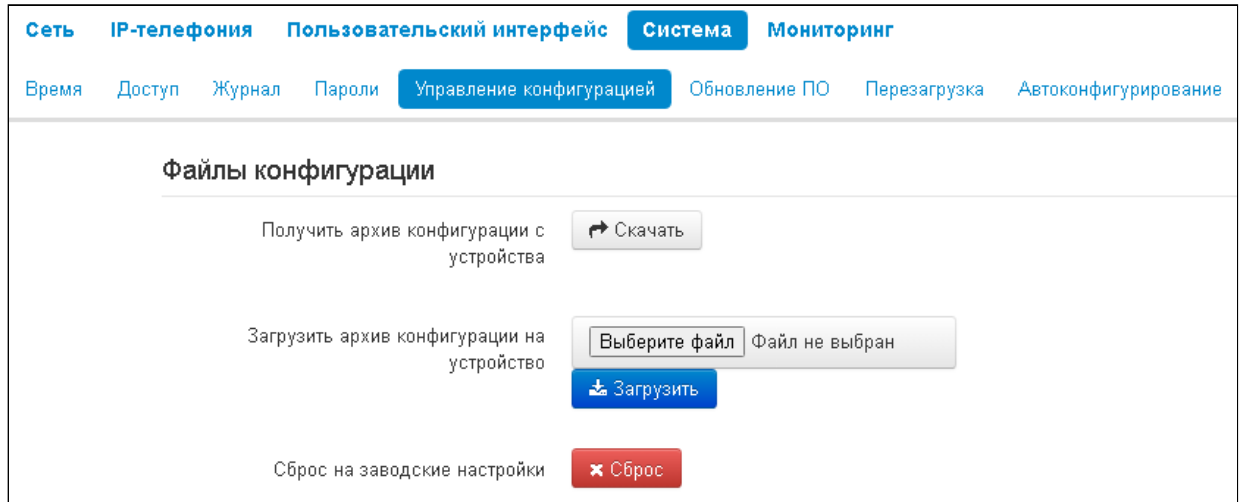 Сеть IP-телефония Пользовательский интерфейс Система Мониторинг
Время Доступ Журнал Пароли Управление конфигурацией Обновление ПО Перезагрузка Автоконфигурирование
Файлы конфигурации
Получить архив конфигурации с устройства Скачать
Загрузить архив конфигурации на устройство Выберите файл Файл не выбран
Загрузить
Сброс на заводские настройки Сброс